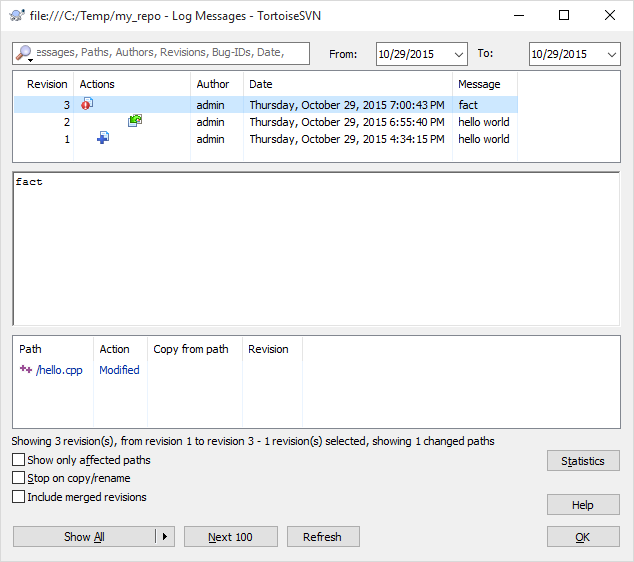 file:///C:/Temp/my_repo - Log Messages - TortoiseSVN
essages, Paths, Authors, Revisions, Bug-IDs, Date, From: 10/29/2015 To: 10/29/2015
Revision Actions Author Date Message
3 admin Thursday, October 29, 2015 7:00:43 PM fact
2 admin Thursday, October 29, 2015 6:55:40 PM hello world
1 admin Thursday, October 29, 2015 4:34:15 PM hello world
fact
Path Action Copy from path Revision
/hello.cpp Modified
Showing 3 revision(s), from revision 1 to revision 3 - 1 revision(s) selected, showing 1 changed paths
Show only affected paths
Statistics
Stop on copy/rename
Include merged revisions
Help
Show All Next 100 Refresh OK